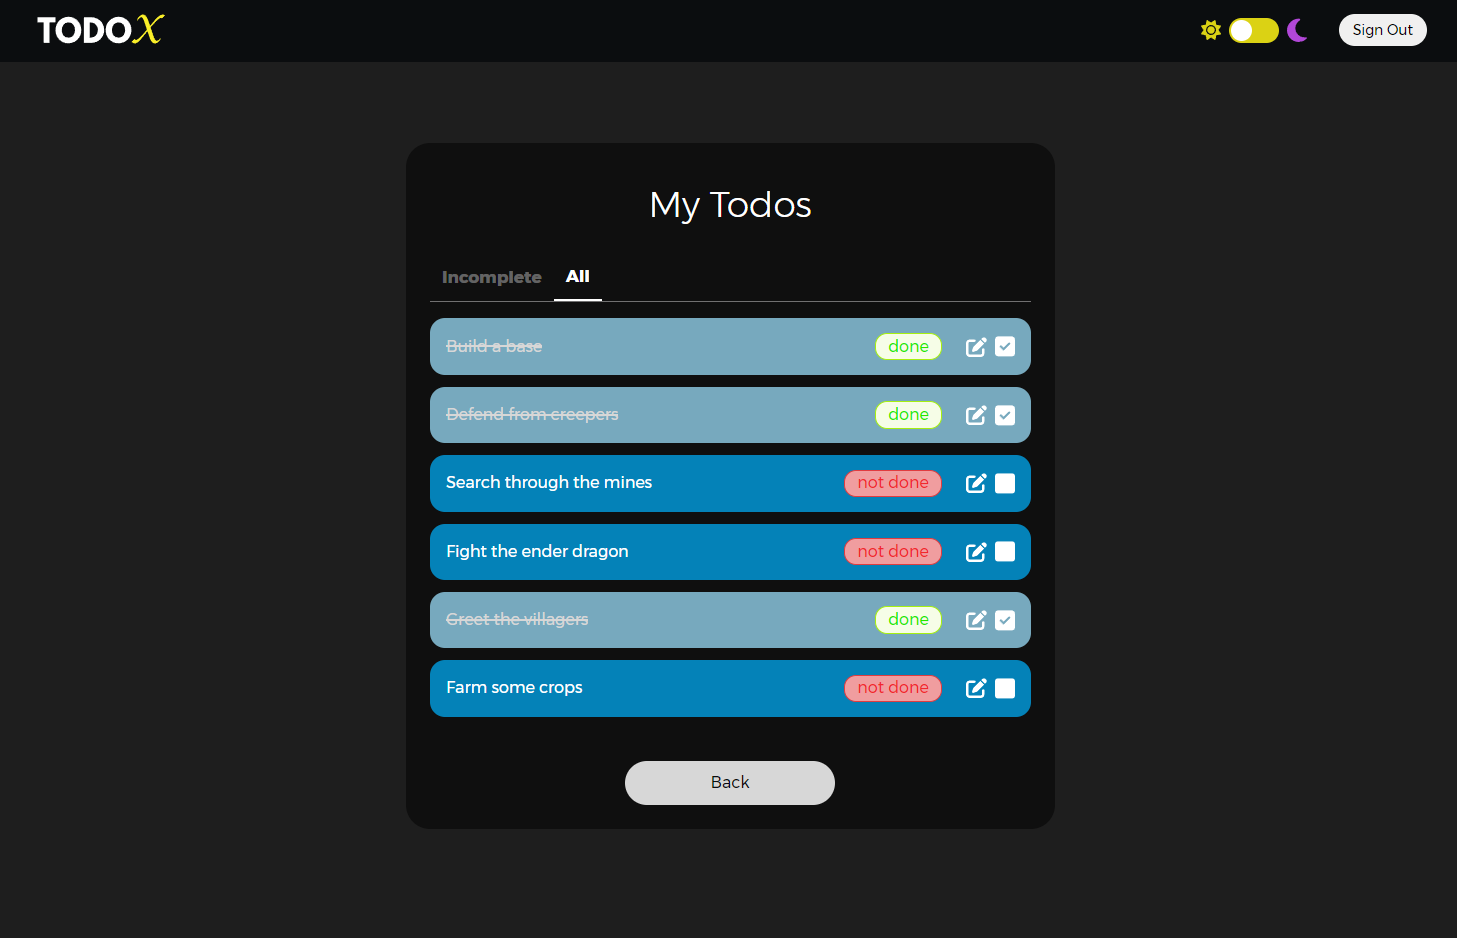 TODOX
Sign Out
My Todos
Incomplete All
Build a base done
Defend from creepers done
Search through the mines not done
Fight the ender dragon not done
Greet the villagers done
Farm some crops not done
Back